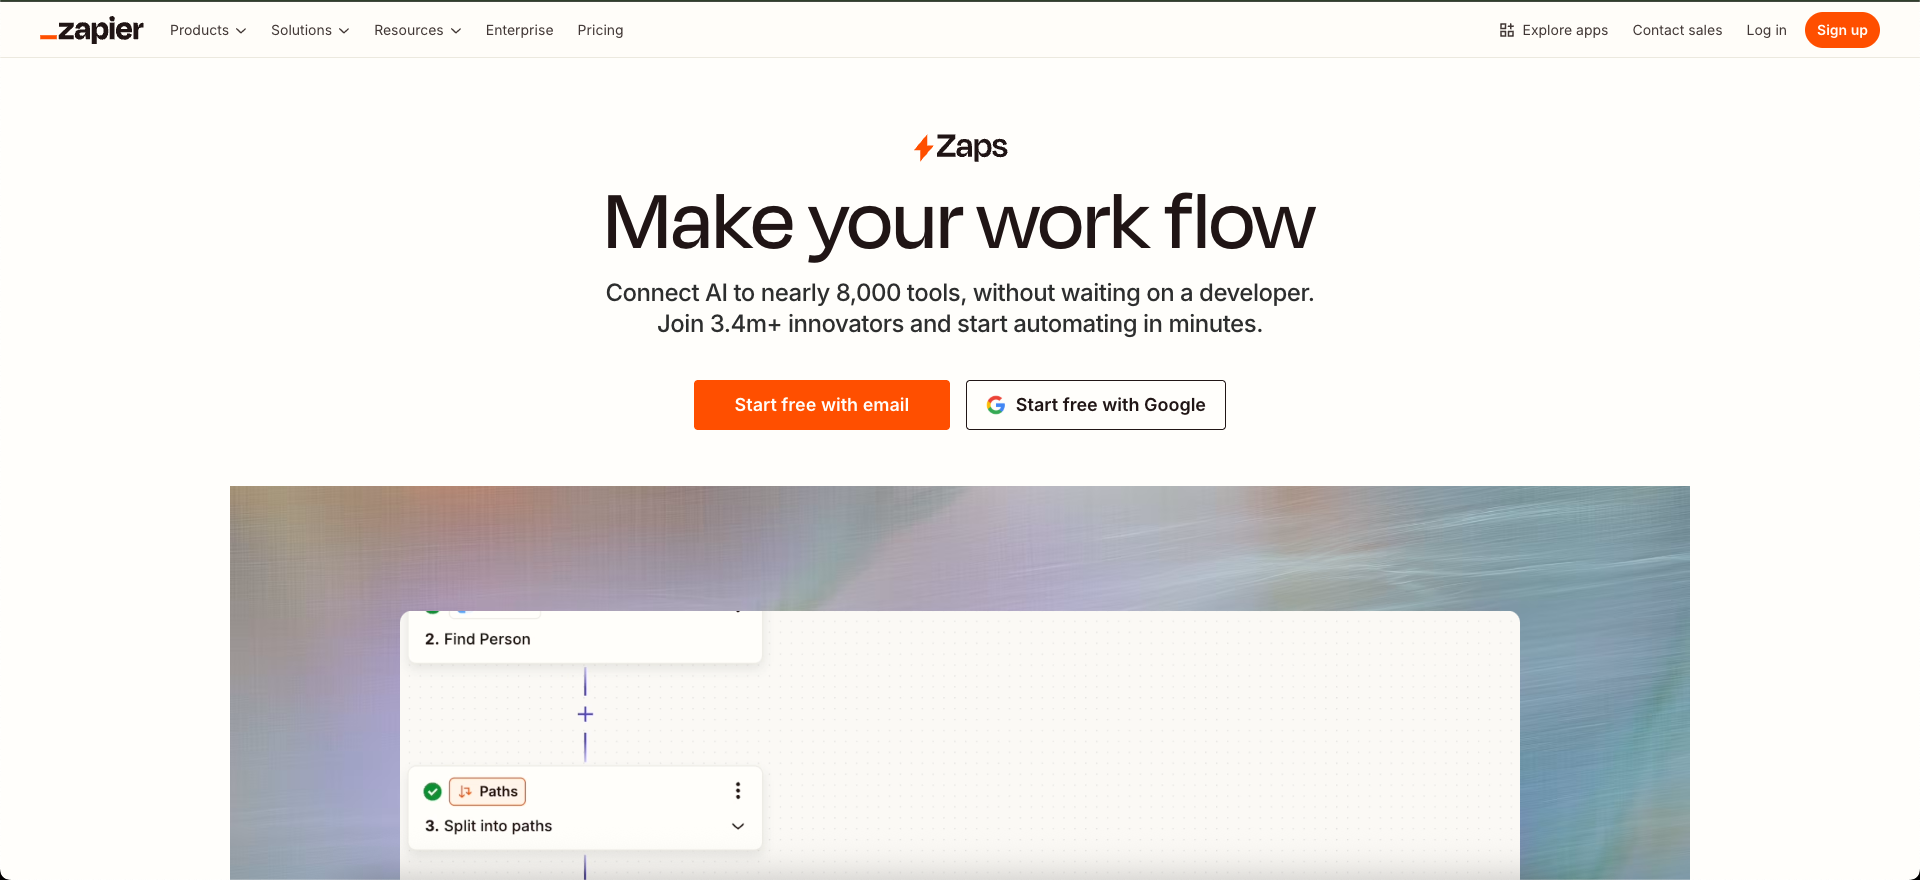 zapier
Products
Solutions
Resources
Enterprise
Pricing
Explore apps
Contact sales
Log in
Sign up
Zaps
Make your work flow
Connect AI to nearly 8,000 tools, without waiting on a developer.
Join 3.4m+ innovators and start automating in minutes.
Start free with email
Start free with Google
2. Find Person
Paths
3. Split into paths